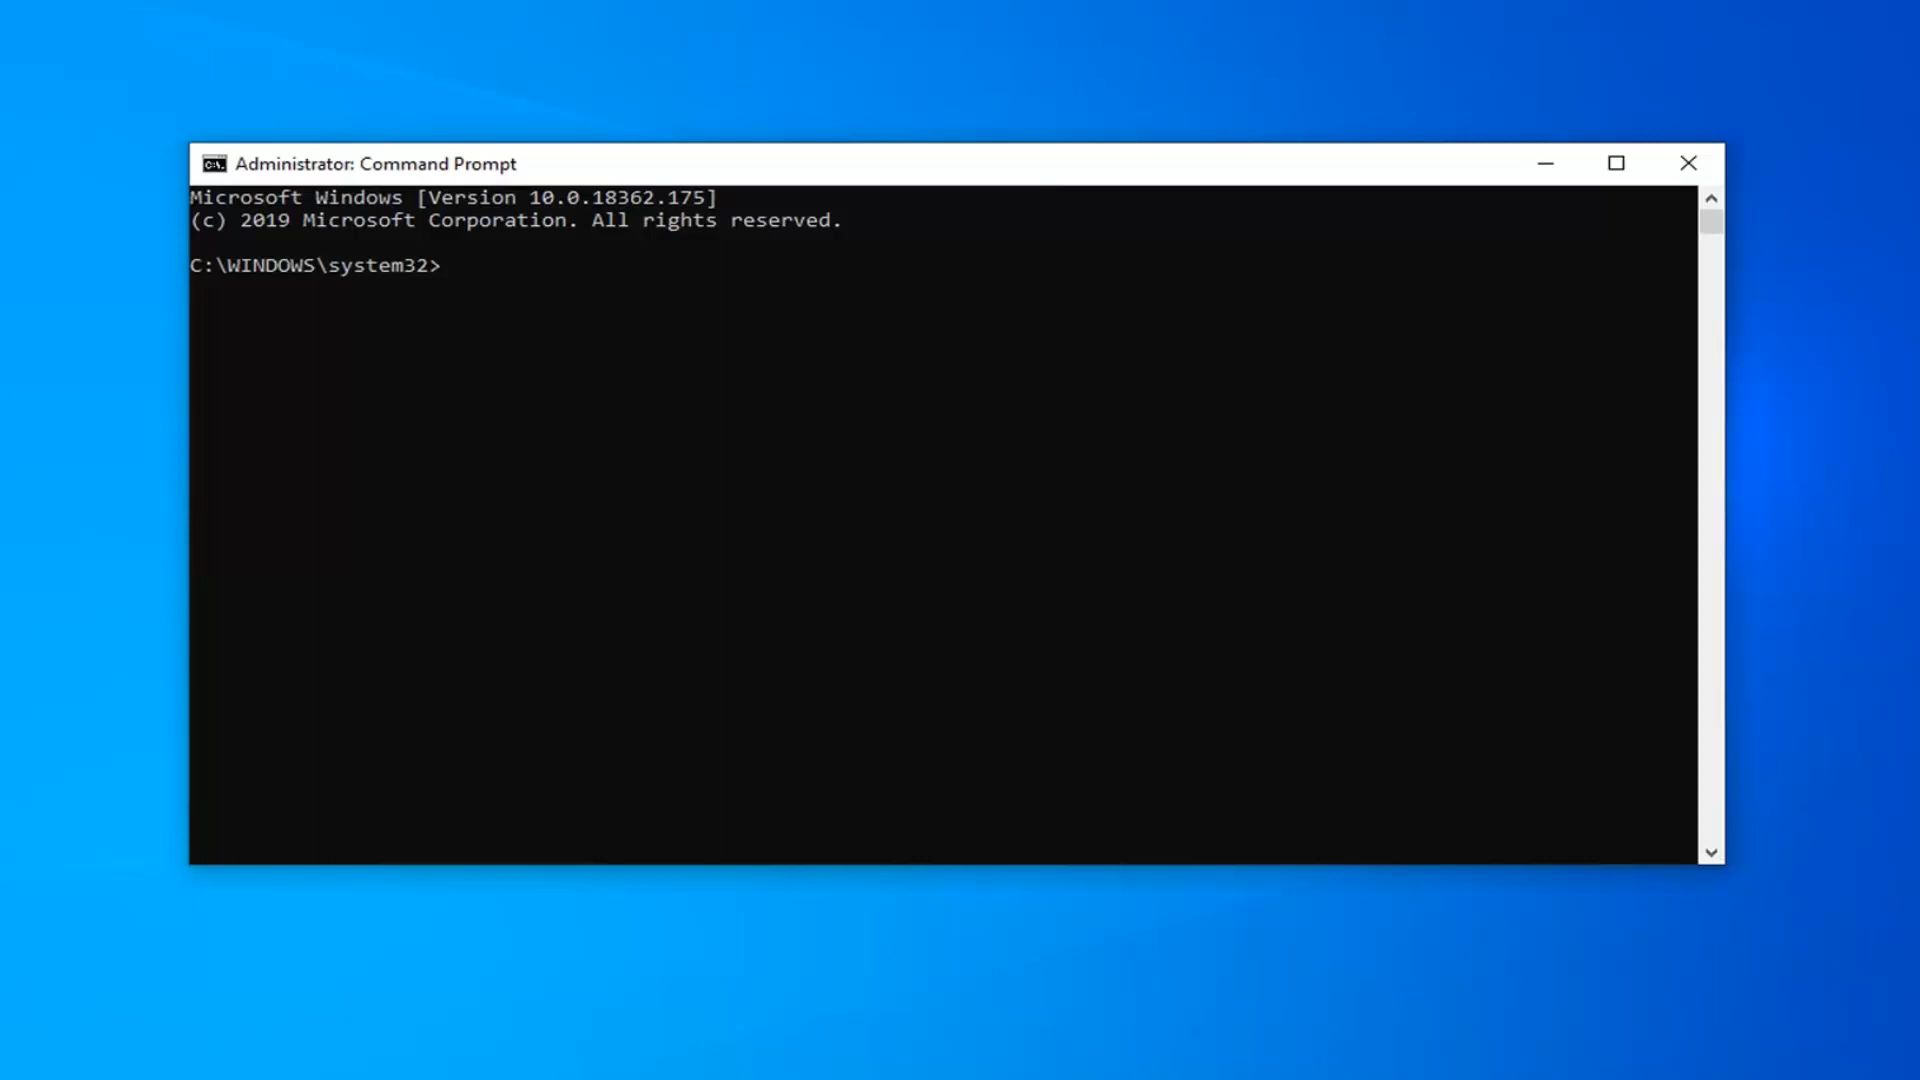 Administrator: Command Prompt
Microsoft Windows [Version 10.0.18362.175]
(c) 2019 Microsoft Corporation. All rights reserved.
C:\WINDOWS\system32>